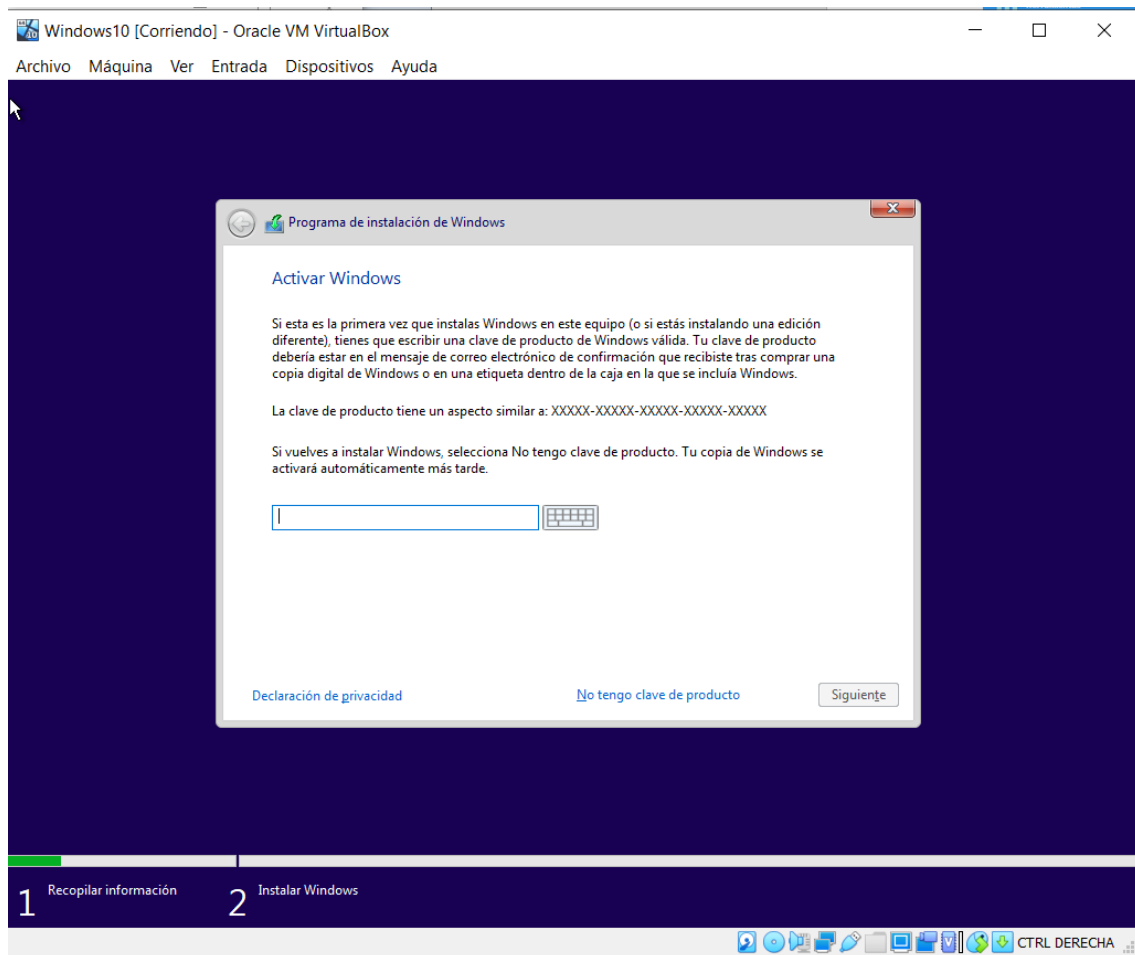 Windows10 [Corriendo] - Oracle VM VirtualBox
Archivo Máquina Ver Entrada Dispositivos Ayuda
Programa de instalación de Windows
Activar Windows
Si esta es la primera vez que instalas Windows en este equipo (o si estás instalando una edición
diferente), tienes que escribir una clave de producto de Windows válida. Tu clave de producto
debería estar en el mensaje de correo electrónico de confirmación que recibiste tras comprar una
copia digital de Windows o en una etiqueta dentro de la caja en la que se incluía Windows.
La clave de producto tiene un aspecto similar a: XXXXX-XXXXX-XXXXX-XXXXX-XXXXX
Si vuelves a instalar Windows, selecciona No tengo clave de producto. Tu copia de Windows se
activará automáticamente más tarde.
Declaración de privacidad No tengo clave de producto Siguiente
1 Recopilar información 2 Instalar Windows
CTRL DERECHA